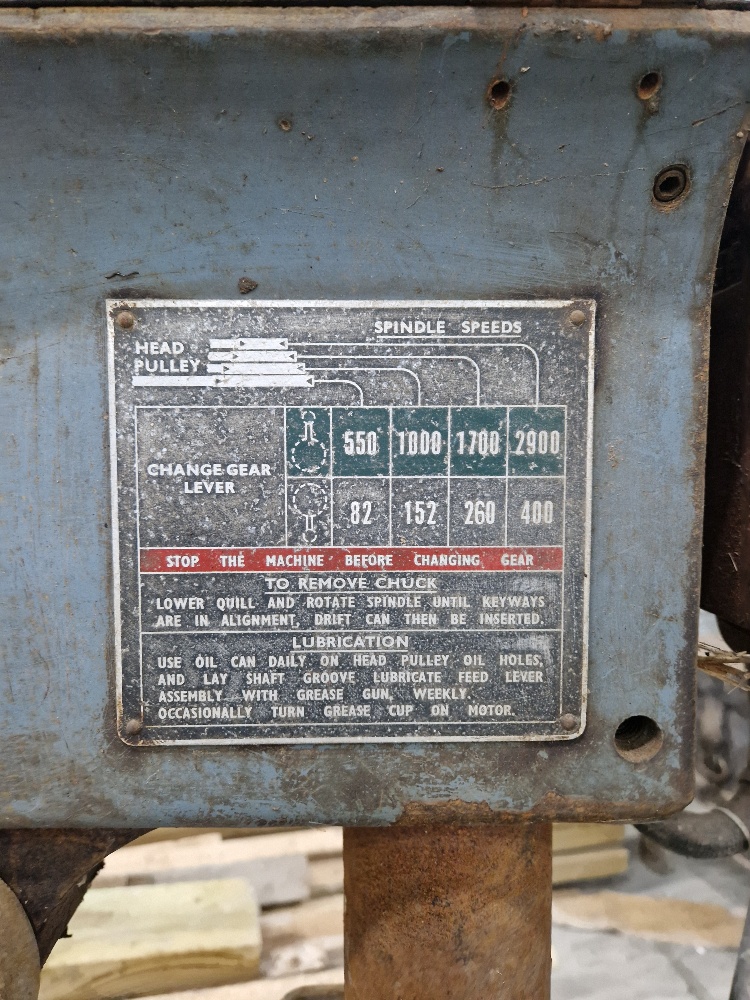 SPINDLE SPEEDS
HEAD
PULLEY
CHANGE GEAR
LEVER
550 1000 1700 2900
82 152 260 400
STOP THE MACHINE BEFORE CHANGING GEAR
TO REMOVE CHUCK
LOWER QUILL AND ROTATE SPINDLE UNTIL KEYWAYS
ARE IN ALIGNMENT, DRIFT CAN THEN BE INSERTED.
LUBRICATION
USE OIL CAN DAILY ON HEAD PULLEY OIL HOLES,
AND LAY SHAFT GROOVE LUBRICATE FEED LEVER
ASSEMBLY WITH GREASE GUN, WEEKLY.
OCCASIONALLY TURN GREASE CUP ON MOTOR.